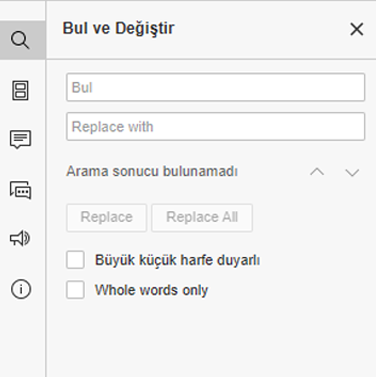 Bul ve Değiştir
Bul
Replace with
Arama sonucu bulunamadı
Replace
Replace All
Büyük küçük harfe duyarlı
Whole words only